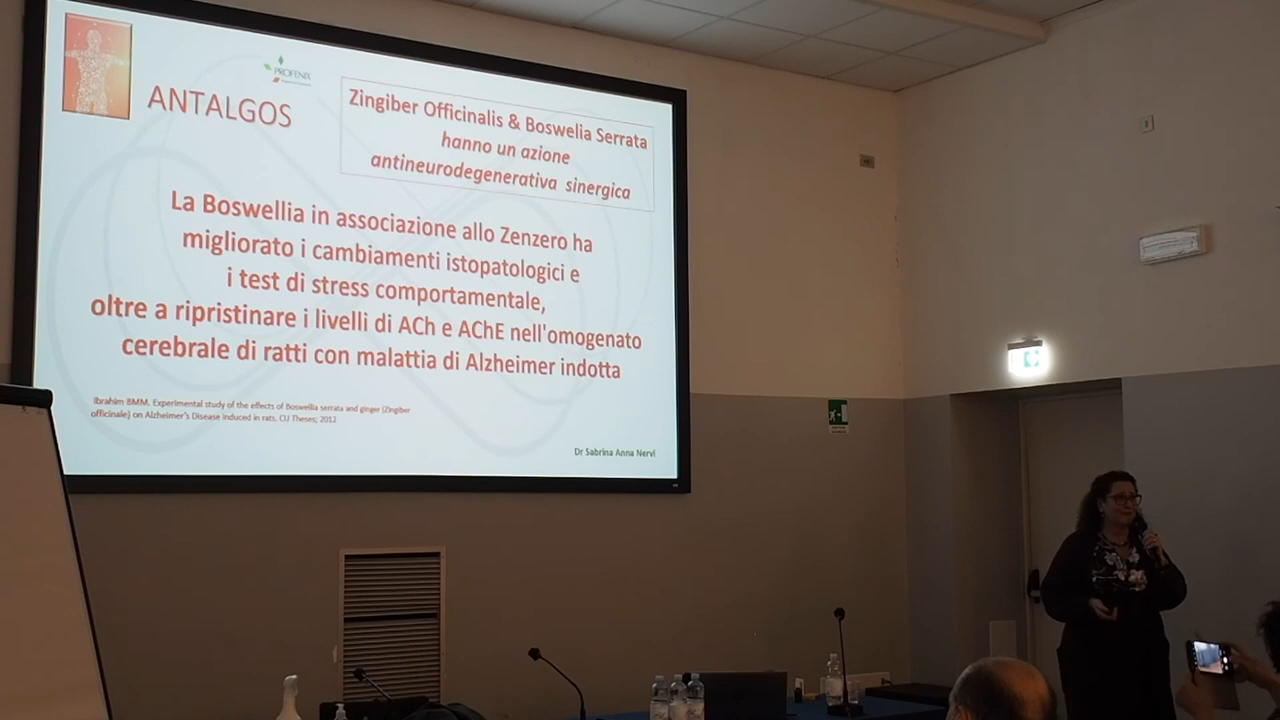 PROFENIX
ANTALGOS
Zingiber Officinalis & Boswelia Serrata
hanno un azione
antineurodegenerativa sinergica
La Boswellia in associazione allo Zenzero ha
migliorato i cambiamenti istopatologici e
i test di stress comportamentale,
oltre a ripristinare i livelli di ACh e AChE nell'omogenato
cerebrale di ratti con malattia di Alzheimer indotta
Ibrahim BMM. Experimental study of the effects of Boswellia serrata and ginger (Zingiber
officinale) on Alzheimer's Disease induced in rats. CU Theses; 2012
Dr Sabrina Anna Nervi